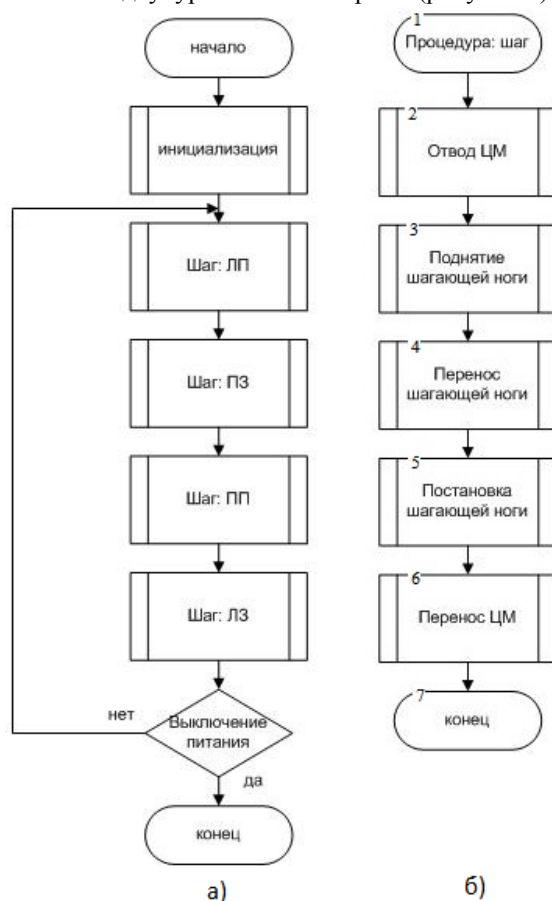 начало
инициализация
Шаг: ЛП
Шаг: ПЗ
Шаг: ПП
Шаг: ЛЗ
нет
Выключение
питания
да
конец
а)
1
Процедура: шаг
2
Отвод ЦМ
3
Поднятие
шагающей ноги
4
Перенос
шагающей ноги
5
Постановка
шагающей ноги
6
Перенос ЦМ
7
конец
б)